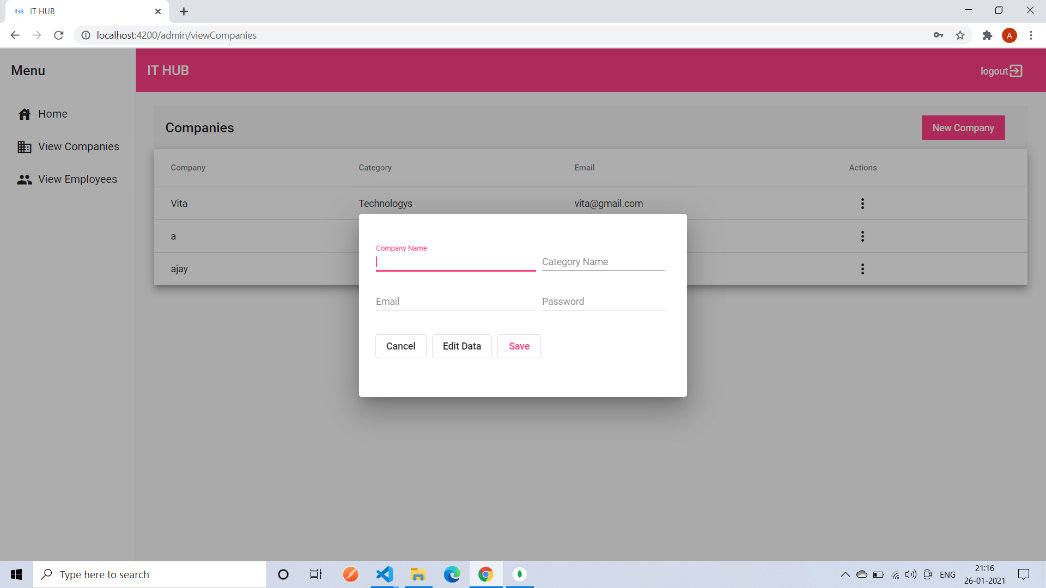 IT HUB
localhost:4200/admin/viewCompanies
A
Menu
IT HUB
logout
Home
View Companies
View Employees
Companies
New Company
Company Category Email Actions
Vita Technologys vita@gmail.com
a
ajay
Company Name
Category Name
Email Password
Cancel Edit Data Save
Type here to search
ENG
21:16
26-01-2021